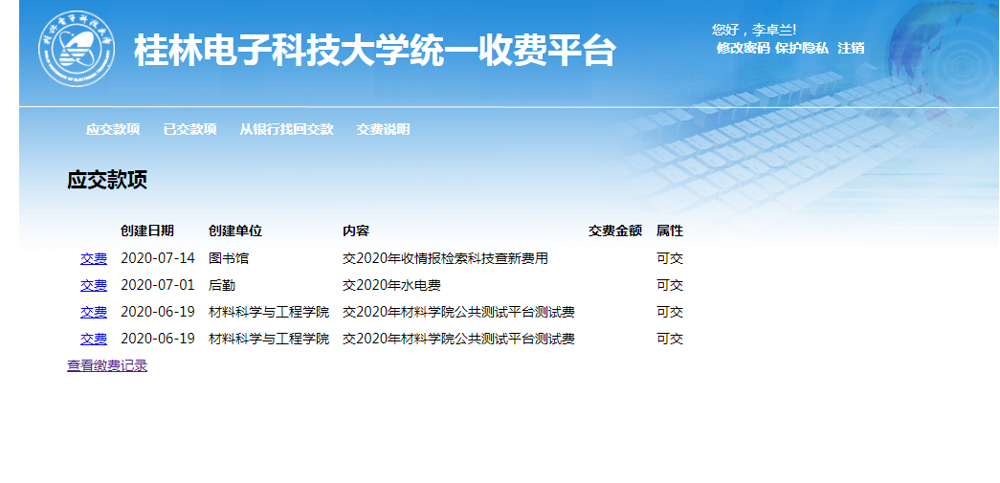 桂林电子科技大学
桂林电子科技大学统一收费平台
您好，李卓兰!
修改密码 保护隐私 注销
应交款项 已交款项 从银行找回交款 交费说明
应交款项
创建日期 创建单位 内容 交费金额 属性
交费 2020-07-14 图书馆 交2020年收情报检索科技查新费用 可交
交费 2020-07-01 后勤 交2020年水电费 可交
交费 2020-06-19 材料科学与工程学院 交2020年材料学院公共测试平台测试费 可交
交费 2020-06-19 材料科学与工程学院 交2020年材料学院公共测试平台测试费 可交
查看缴费记录